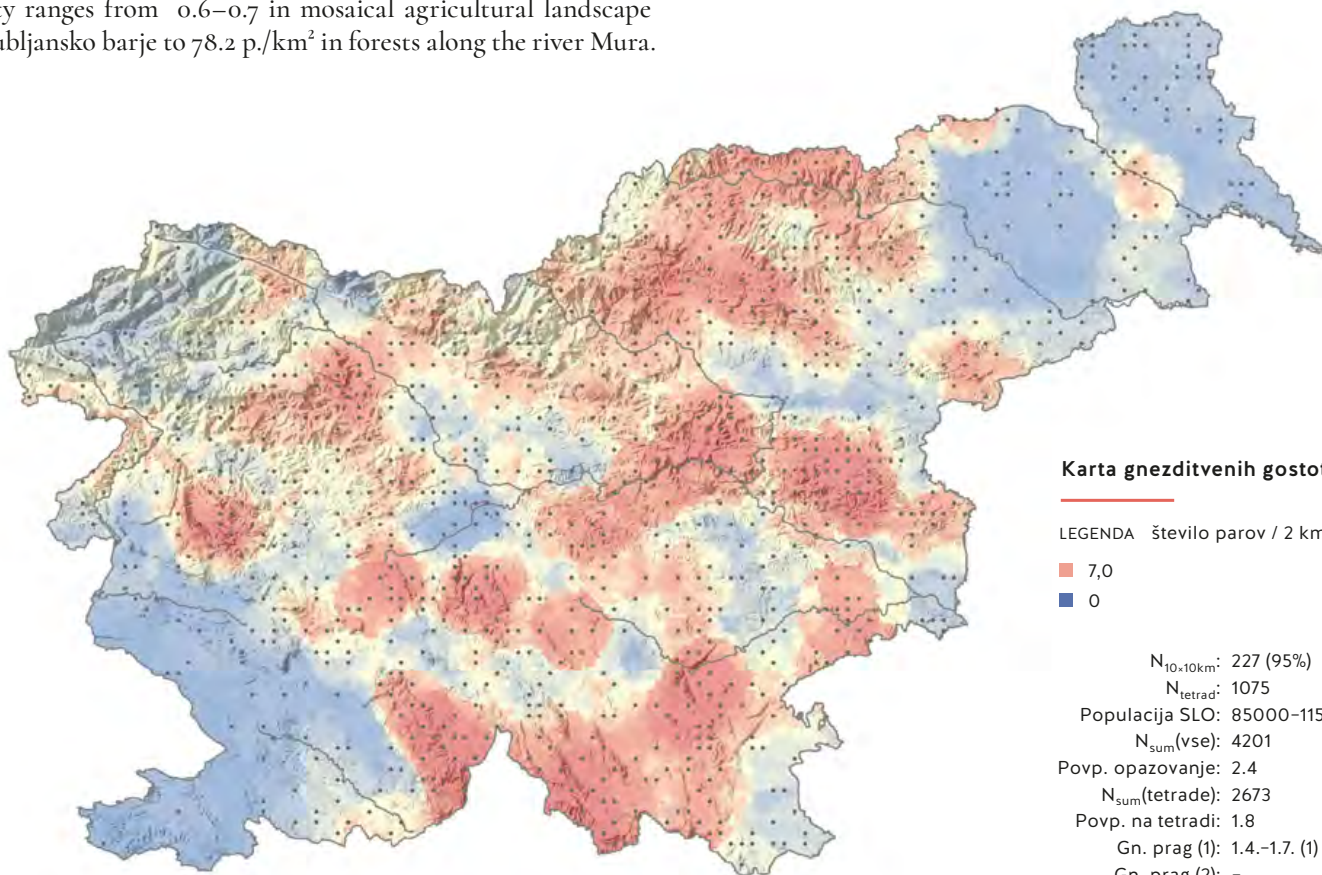 ty ranges from 0.6–0.7 in mosaical agricultural landscape
ubljansko barje to 78.2 p./km² in forests along the river Mura.
Karta gnezditvenih gostot
LEGENDA število parov / 2 km
7,0
0
N10×10km: 227 (95%)
Ntetrad: 1075
Populacija SLO: 85000–115
Nsum(vse): 4201
Povp. opazovanje: 2.4
Nsum(tetrade): 2673
Povp. na tetradi: 1.8
Gn. prag (1): 1.4.–1.7. (1)
Gn. prag (2): –